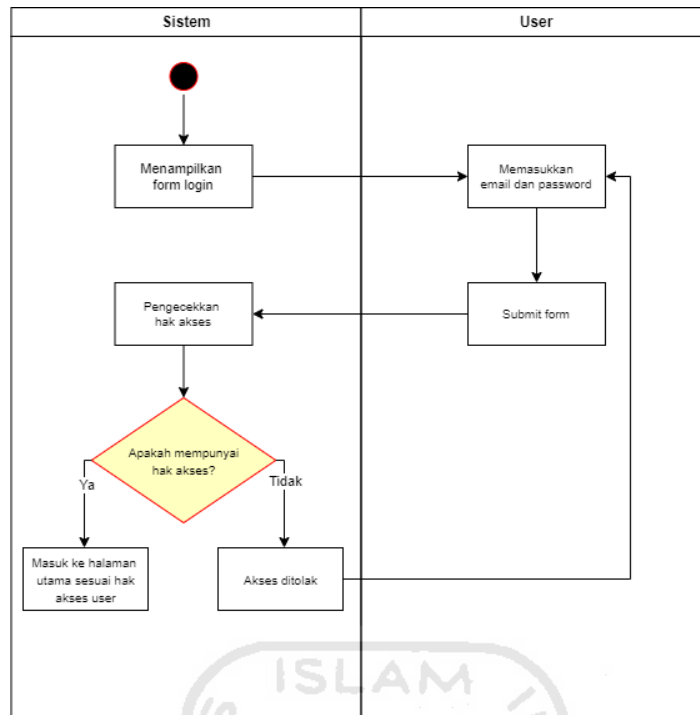 Sistem
User
Menampilkan
form login
Memasukkan
email dan password
Pengecekkan
hak akses
Submit form
Apakah mempunyai
hak akses?
Ya
Tidak
Masuk ke halaman
utama sesuai hak
akses user
Akses ditolak
ISLAM